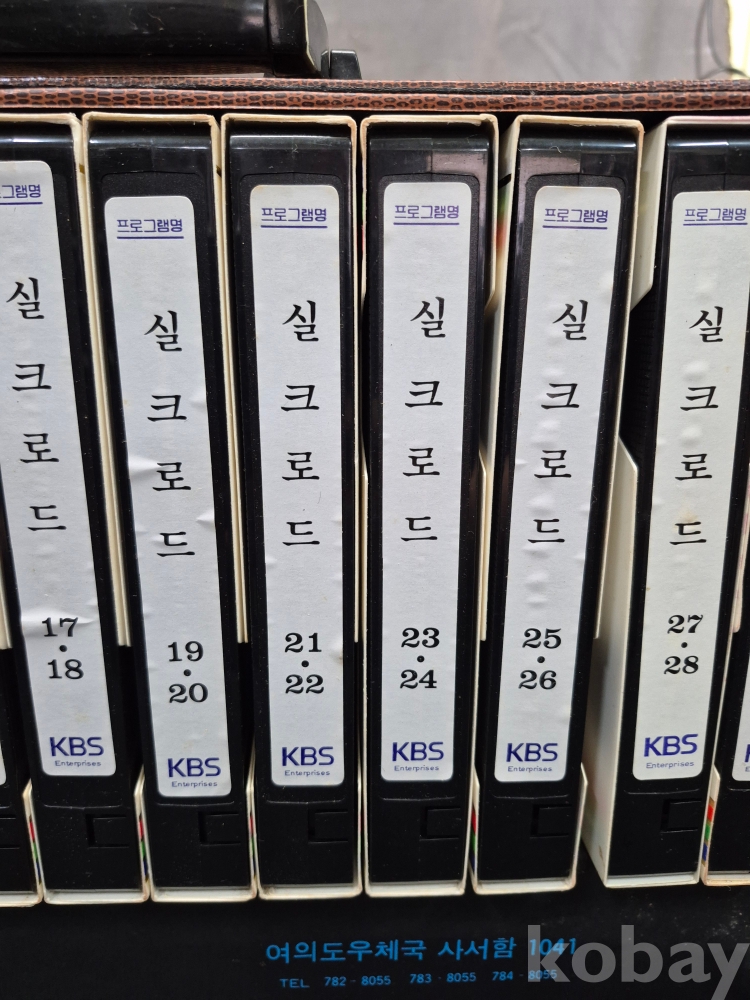 프로그램명
실크로드
17·18
KBS
Enterprises
프로그램명
실크로드
19·20
KBS
Enterprises
프로그램명
실크로드
21·22
KBS
Enterprises
프로그램명
실크로드
23·24
KBS
Enterprises
프로그램명
실크로드
25·26
KBS
Enterprises
프로그램명
실크로드
27·28
KBS
Enterprises
여의도우체국 사서함 1041
TEL 782-8055 783-8055 784-8055
kobay